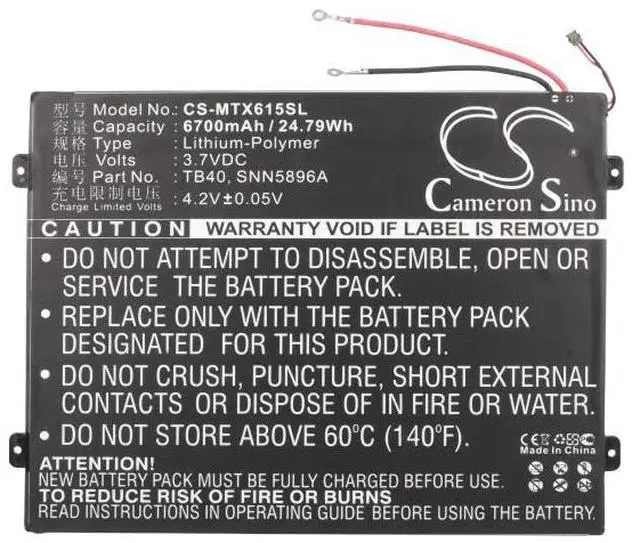 型号 Model No.: CS-MTX615SL
容量 Capacity: 6700mAh / 24.79Wh
规格 Type: Lithium-Polymer
电压 Voltage: 3.7VDC
编号 Part No.: TB40, SNN5896A
充电限制电压 : 4.2V±0.05V
Charge Limited Voltage
CS
Cameron Sino
CAUTION WARRANTY VOID IF LABEL IS REMOVED
• DO NOT ATTEMPT TO DISASSEMBLE, OPEN OR
SERVICE THE BATTERY PACK.
• REPLACE ONLY WITH THE BATTERY PACK
DESIGNATED FOR THIS PRODUCT.
• DO NOT CRUSH, PUNCTURE, SHORT EXTERNAL
CONTACTS OR DISPOSE OF IN FIRE OR WATER.
• DO NOT STORE ABOVE 60°C (140°F).
CE
Made In China
ATTENTION!
NEW BATTERY PACK MUST BE FULLY CHARGED BEFORE USE
TO REDUCE RISK OF FIRE OR BURNS
READ INSTRUCTIONS IN OPERATING GUIDE BEFORE USE.